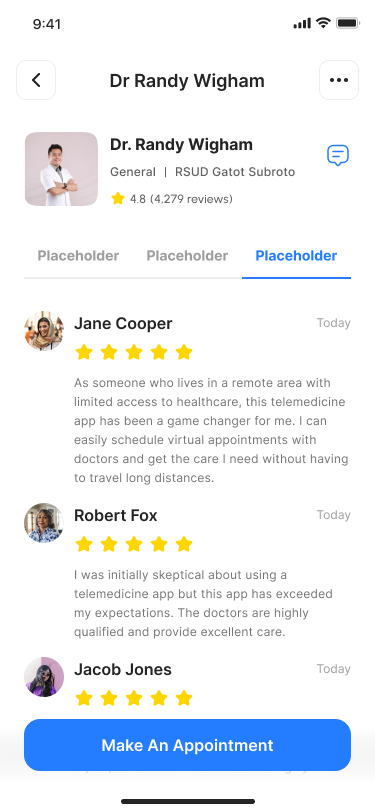 9:41
Dr Randy Wigham
Dr. Randy Wigham
General | RSUD Gatot Subroto
4.8 (4.279 reviews)
Placeholder Placeholder Placeholder
Jane Cooper Today
As someone who lives in a remote area with
limited access to healthcare, this telemedicine
app has been a game changer for me. I can
easily schedule virtual appointments with
doctors and get the care I need without having
to travel long distances.
Robert Fox Today
I was initially skeptical about using a
telemedicine app but this app has exceeded
my expectations. The doctors are highly
qualified and provide excellent care.
Jacob Jones Today
Make An Appointment